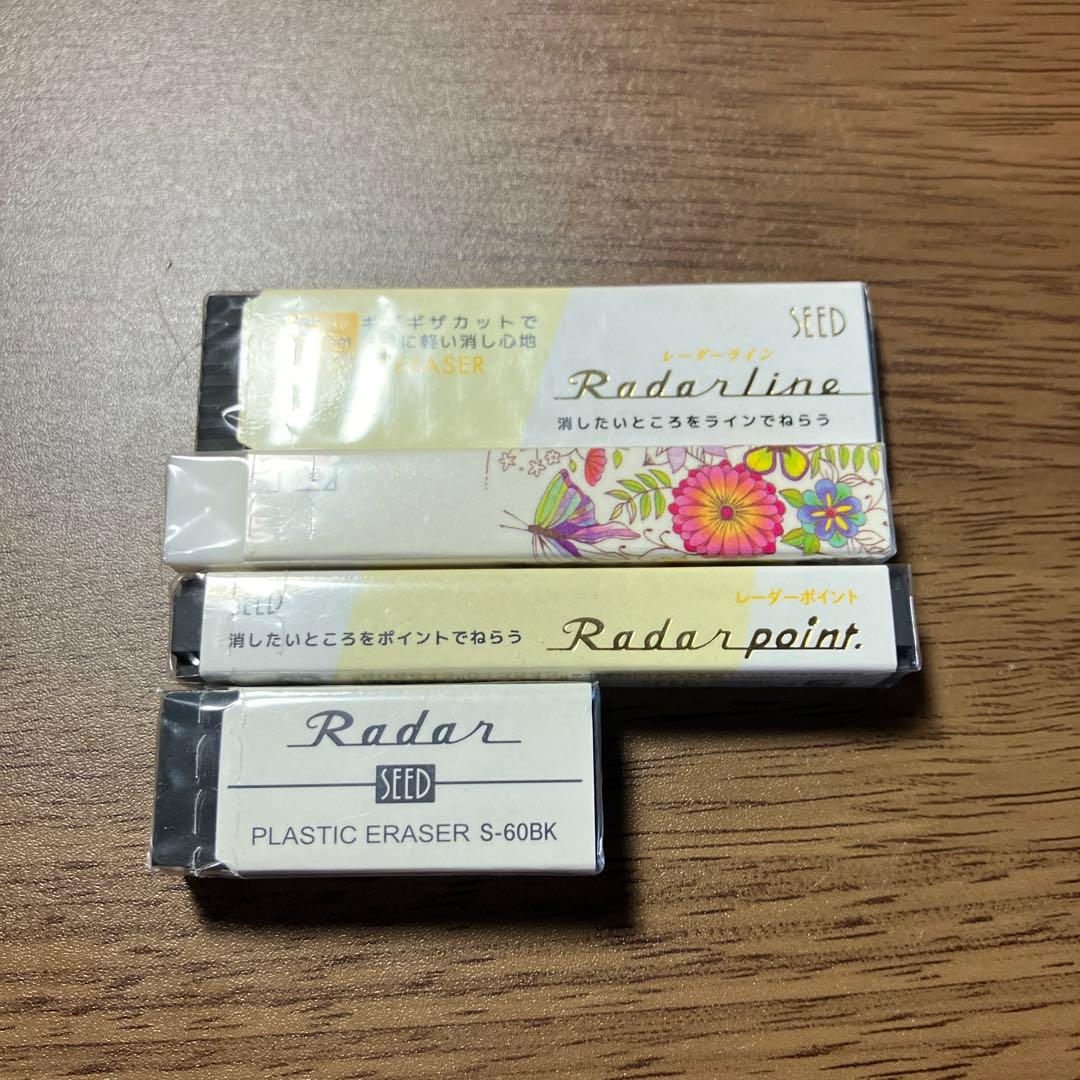 ギザギザカットで
に軽い消し心地
ERASER
SEED
レーダーライン
Radar line
消したいところをラインでねらう
SEED
消したいところをポイントでねらう
レーダーポイント
Radar point.
Radar
SEED
PLASTIC ERASER S-60BK